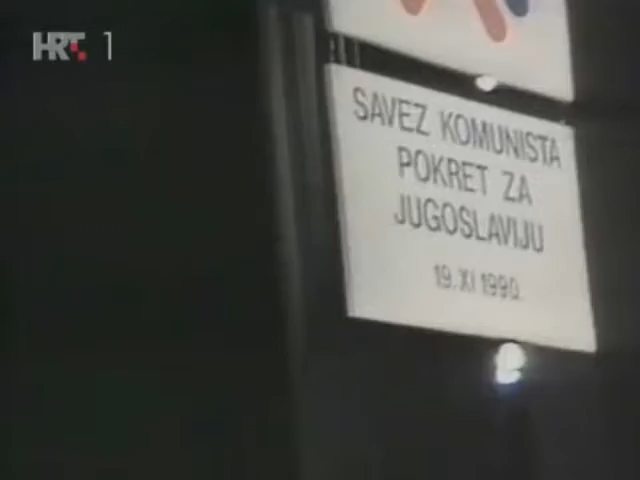 HRT 1
SAVEZ KOMUNISTA
POKRET ZA
JUGOSLAVIJU
19. XI 1990.